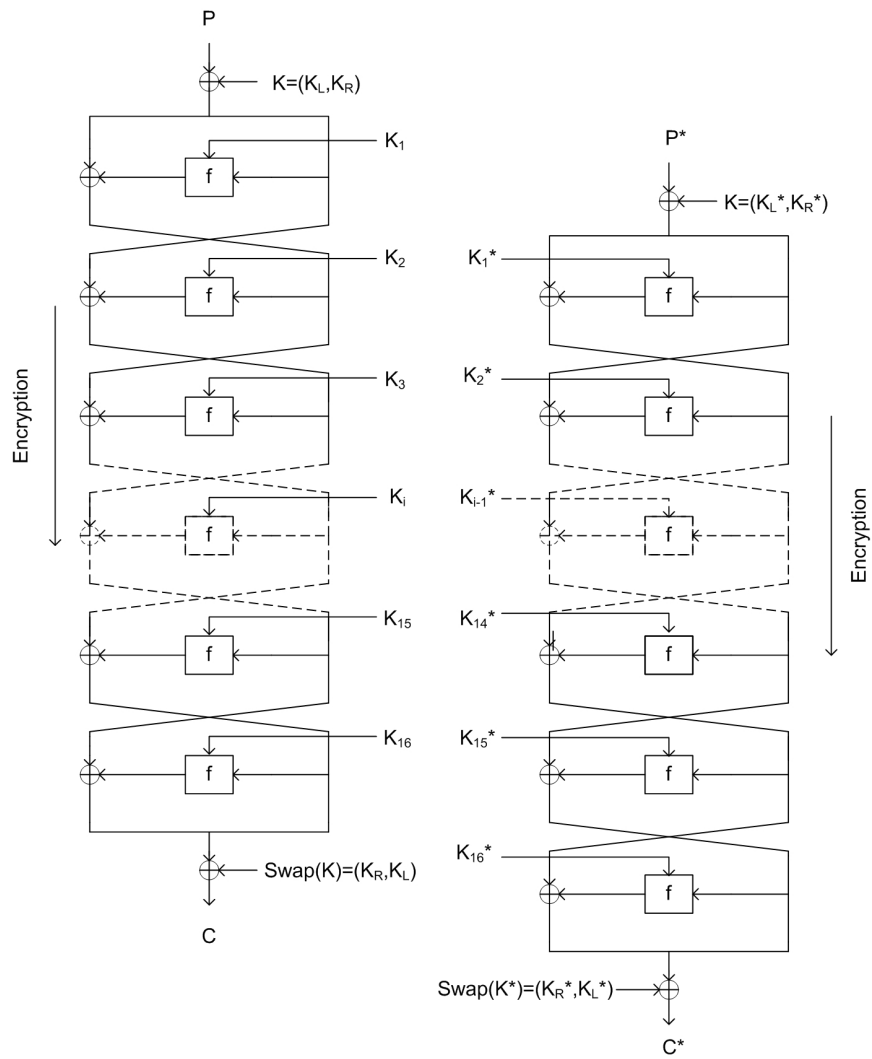 P
K=(K_L,K_R)
K_1
f
K_2
f
K_3
f
K_i
f
K_15
f
K_16
f
Swap(K)=(K_R,K_L)
C
Encryption
P*
K=(K_L*,K_R*)
K_1*
f
K_2*
f
K_i-1*
f
K_14*
f
K_15*
f
K_16*
f
Swap(K*)=(K_R*,K_L*)
C*
Encryption